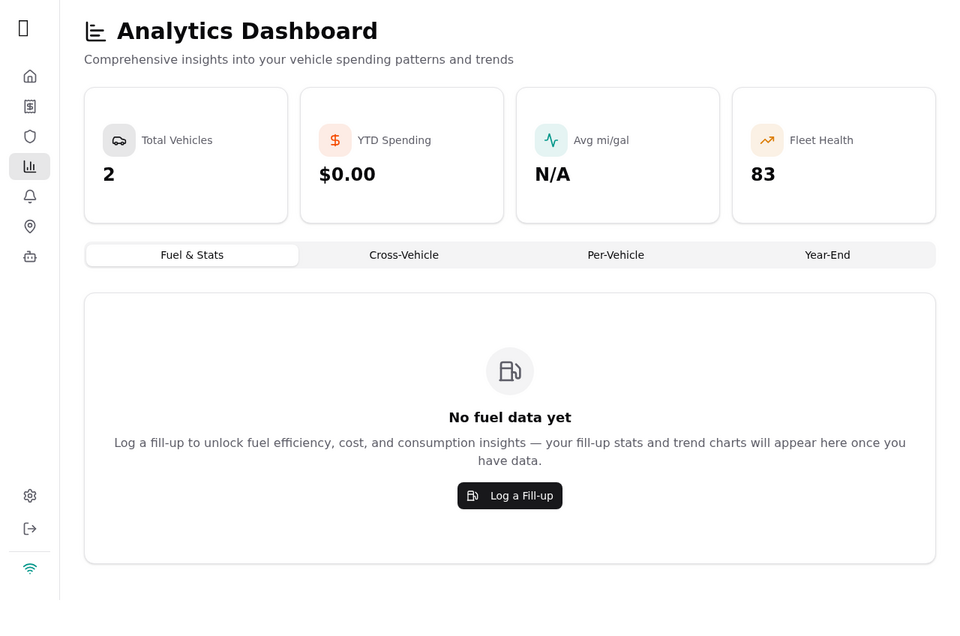 Analytics Dashboard
Comprehensive insights into your vehicle spending patterns and trends
Total Vehicles
2
YTD Spending
$0.00
Avg mi/gal
N/A
Fleet Health
83
Fuel & Stats
Cross-Vehicle
Per-Vehicle
Year-End
No fuel data yet
Log a fill-up to unlock fuel efficiency, cost, and consumption insights — your fill-up stats and trend charts will appear here once you
have data.
Log a Fill-up